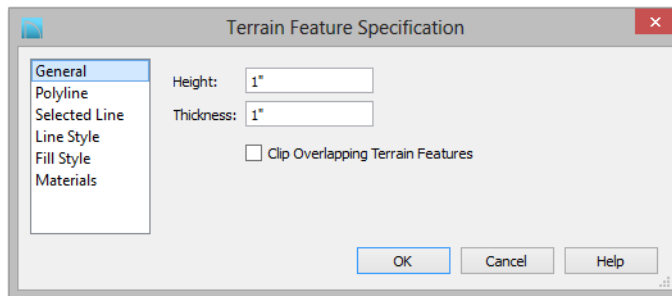 Terrain Feature Specification
General
Polyline
Selected Line
Line Style
Fill Style
Materials
Height: 1"
Thickness: 1"
Clip Overlapping Terrain Features
OK Cancel Help